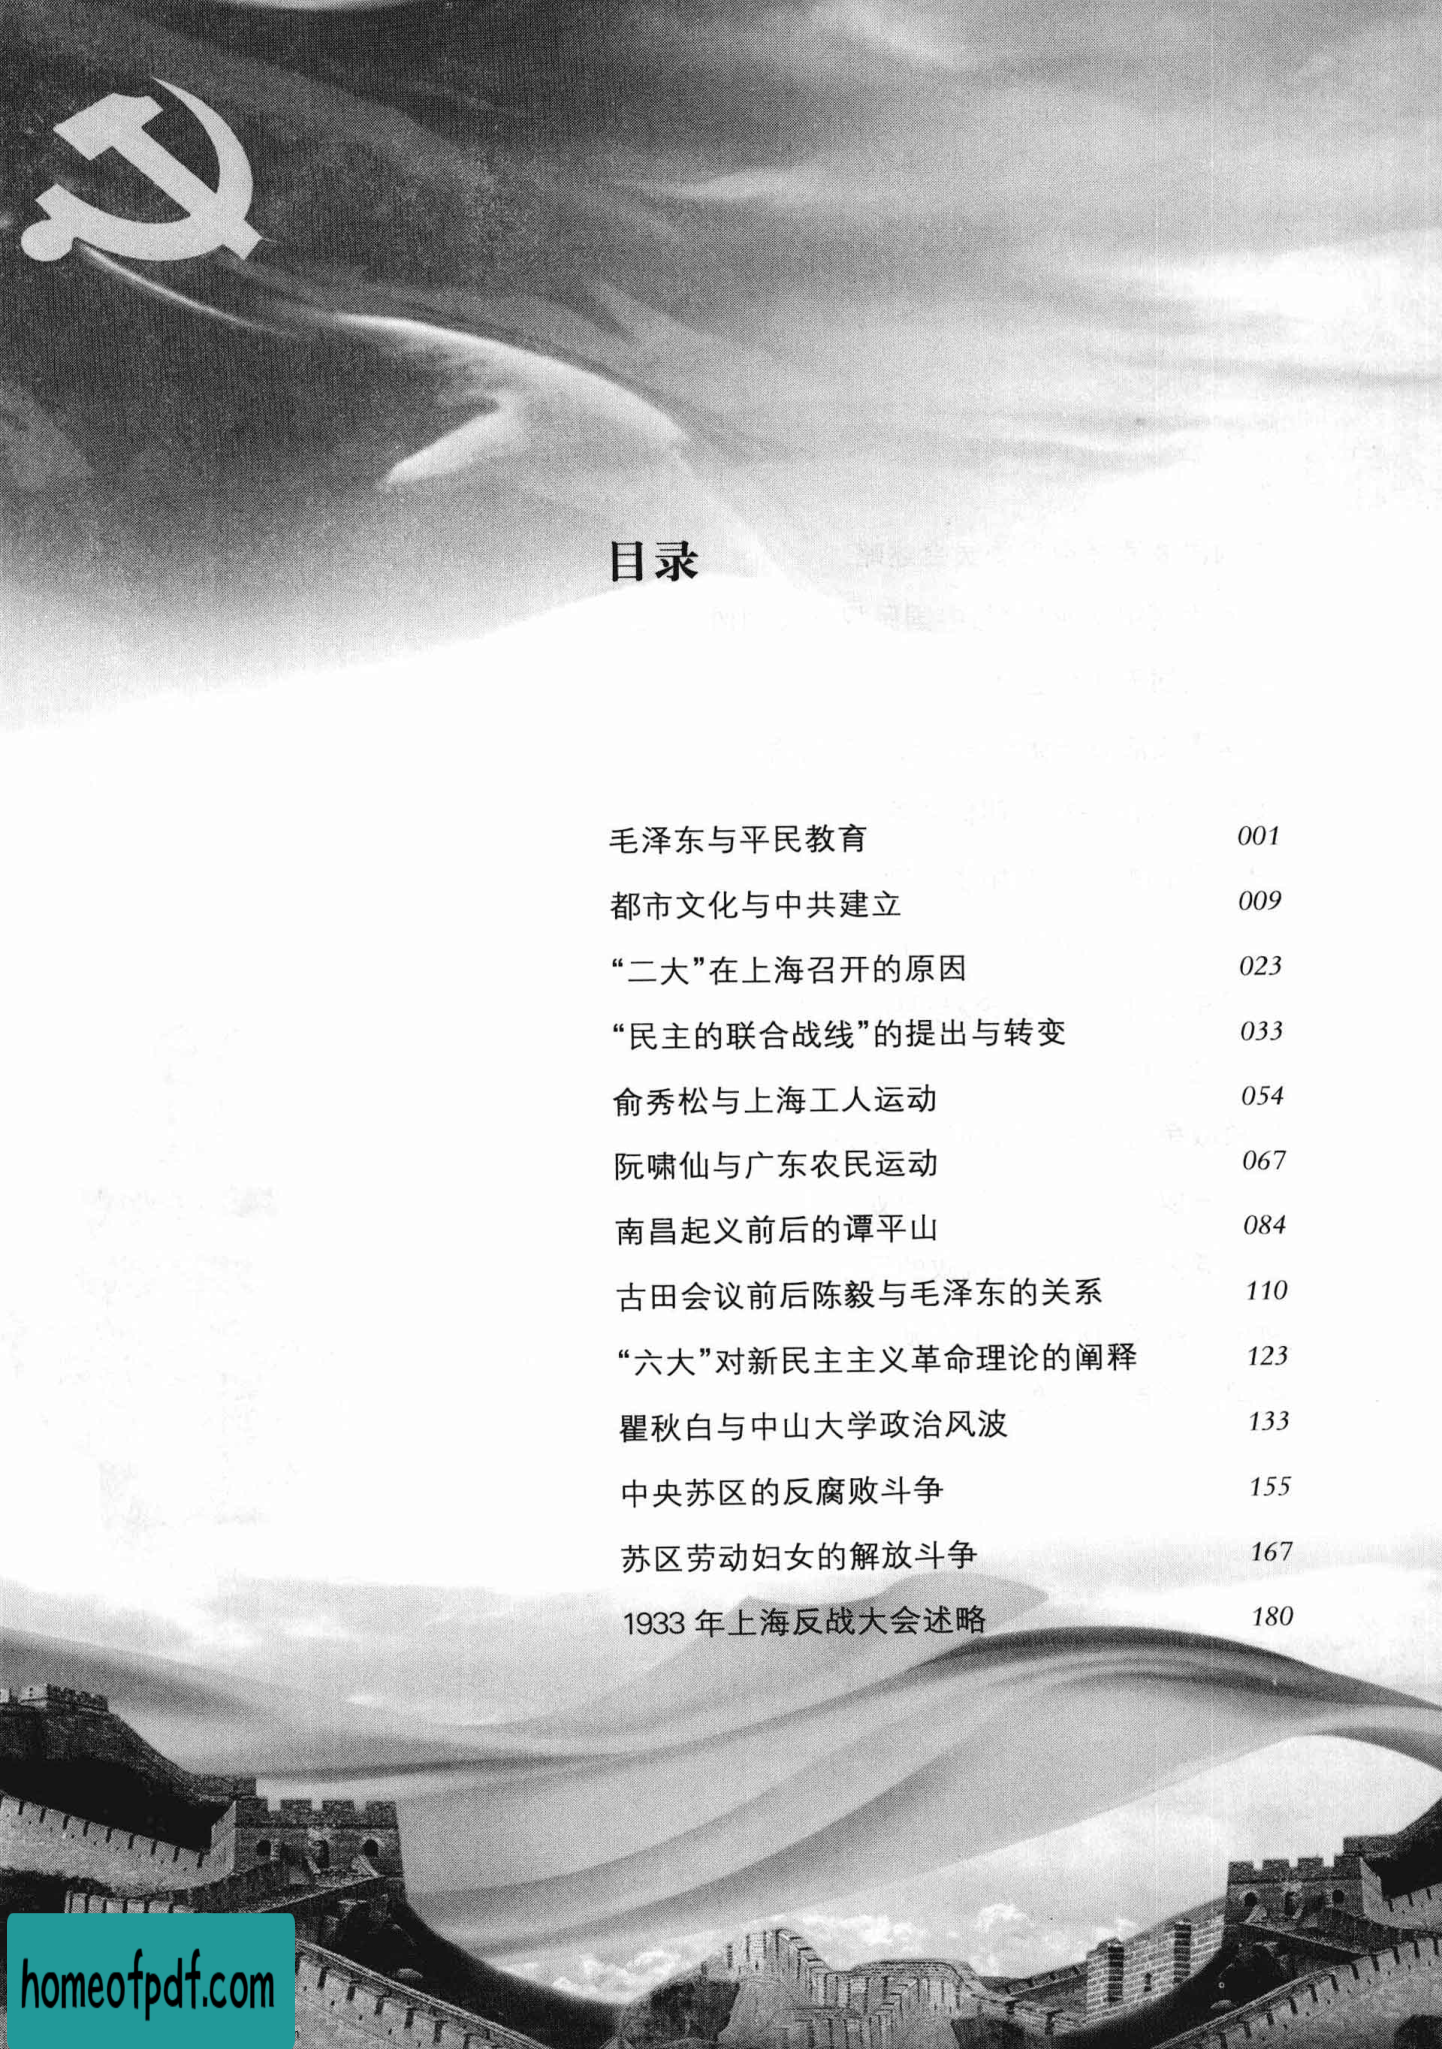 目录
毛泽东与平民教育 001
都市文化与中共建立 009
“二大”在上海召开的原因 023
“民主的联合战线”的提出与转变 033
俞秀松与上海工人运动 054
阮啸仙与广东农民运动 067
南昌起义前后的谭平山 084
古田会议前后陈毅与毛泽东的关系 110
“六大”对新民主主义革命理论的阐释 123
瞿秋白与中山大学政治风波 133
中央苏区的反腐败斗争 155
苏区劳动妇女的解放斗争 167
1933年上海反战大会述略 180
homeofpdf.com